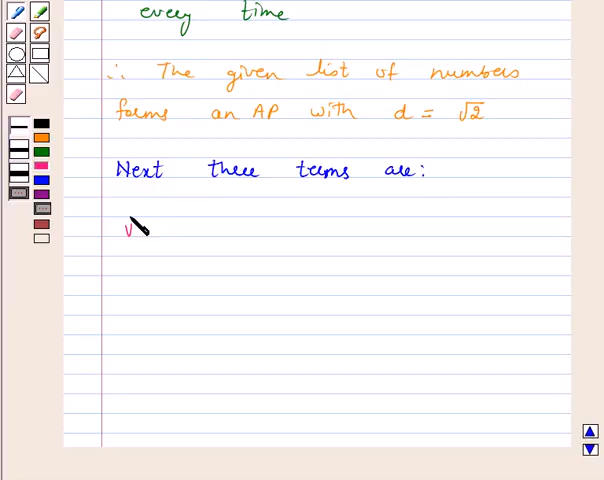 every time
∴ The given list of numbers
forms an AP with d = √2
Next three terms are: